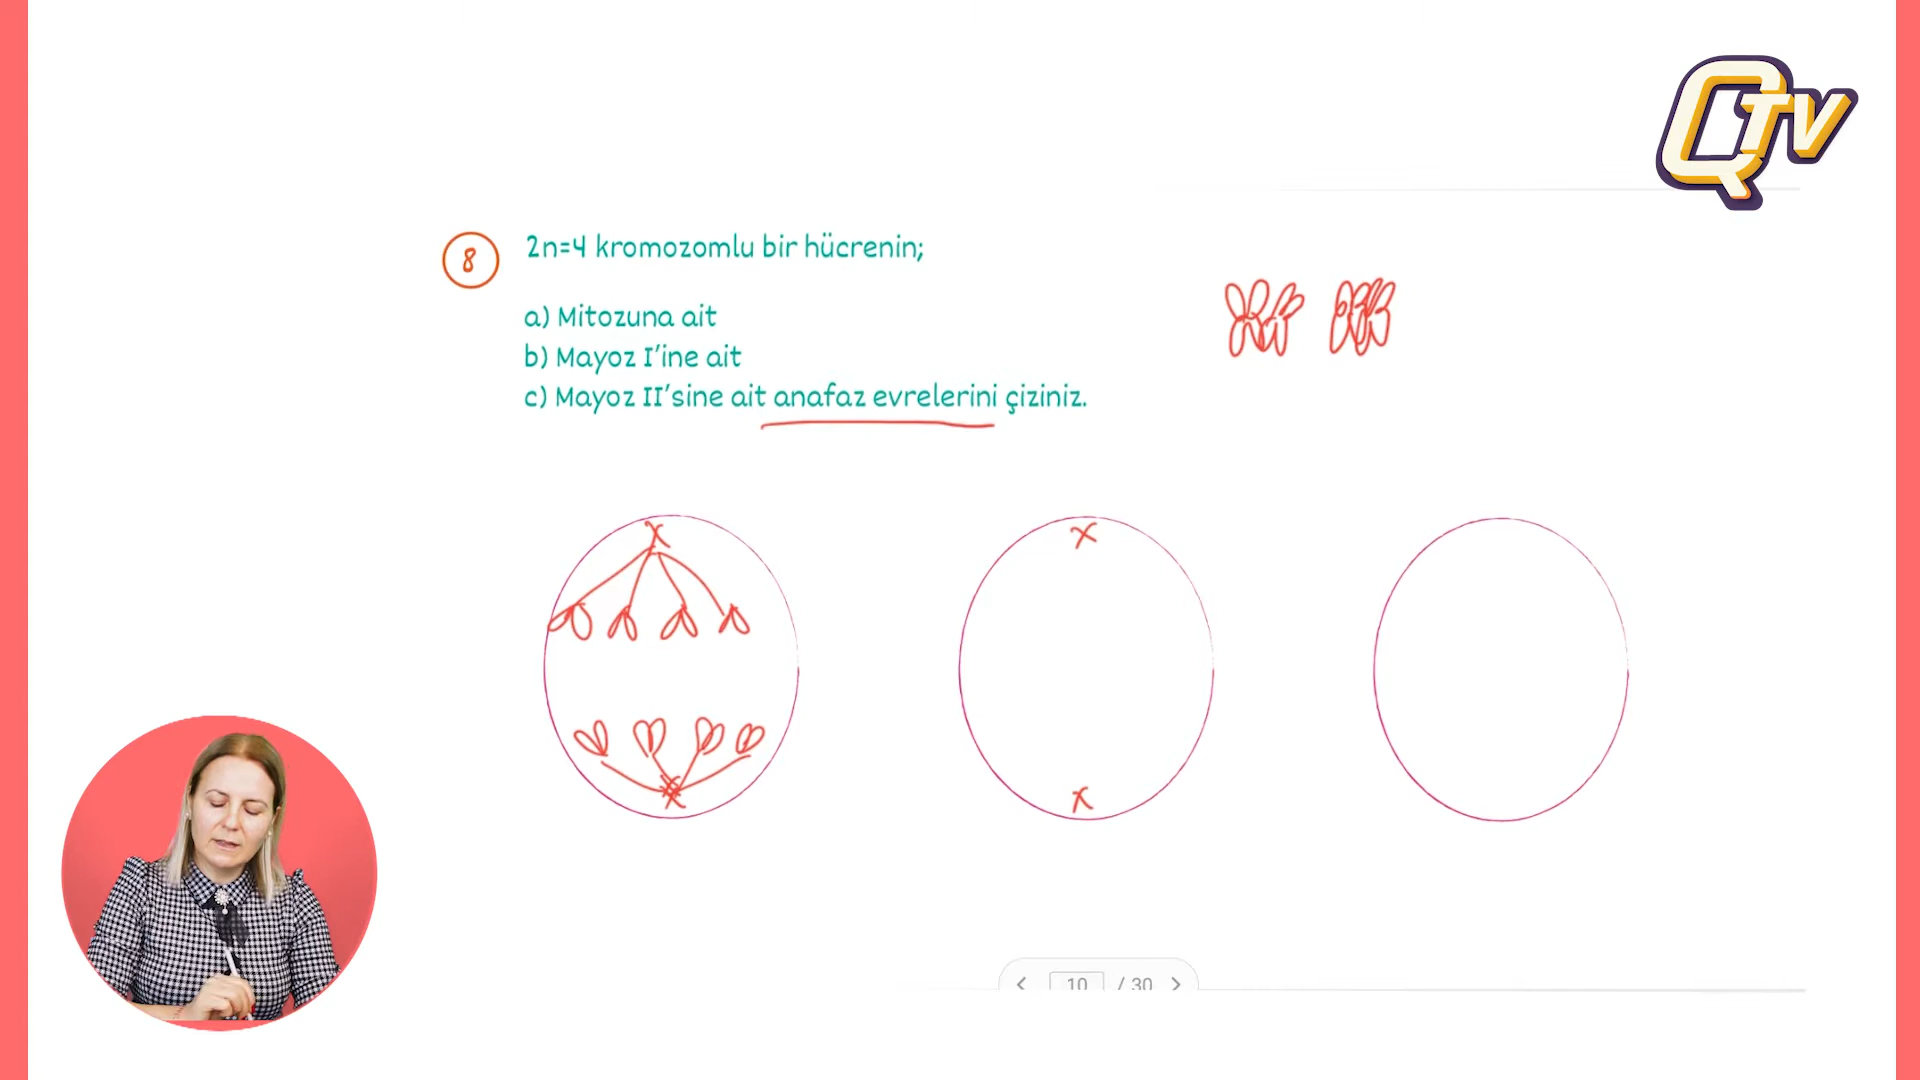 QTV
8
2n=4 kromozomlu bir hücrenin;
a) Mitozuna ait
b) Mayoz I'ine ait
c) Mayoz II'sine ait anafaz evrelerini çiziniz.
10 / 30